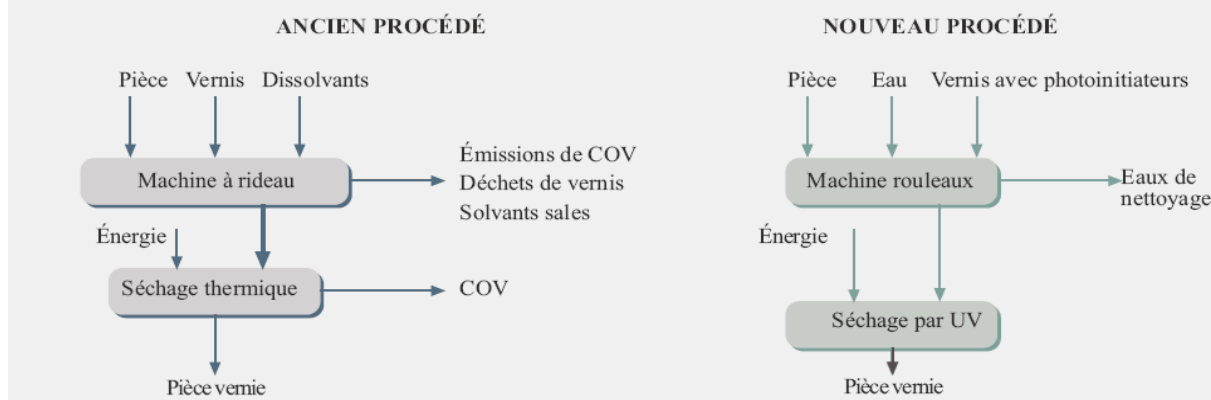 ANCIEN PROCÉDÉ
Pièce Vernis Dissolvants
Machine à rideau
Émissions de COV
Déchets de vernis
Solvants sales
Énergie
Séchage thermique
COV
Pièce vernie
NOUVEAU PROCÉDÉ
Pièce Eau Vernis avec photoinitiateurs
Machine rouleaux
Eaux de
nettoyage
Énergie
Séchage par UV
Pièce vernie